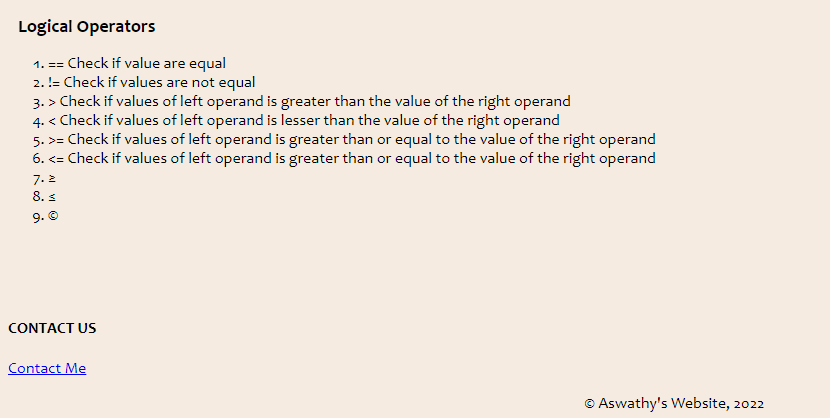 Logical Operators
1. == Check if value are equal
2. != Check if values are not equal
3. > Check if values of left operand is greater than the value of the right operand
4. < Check if values of left operand is lesser than the value of the right operand
5. >= Check if values of left operand is greater than or equal to the value of the right operand
6. <= Check if values of left operand is greater than or equal to the value of the right operand
7. ≥
8. ≤
9. ©
CONTACT US
Contact Me
© Aswathy's Website, 2022